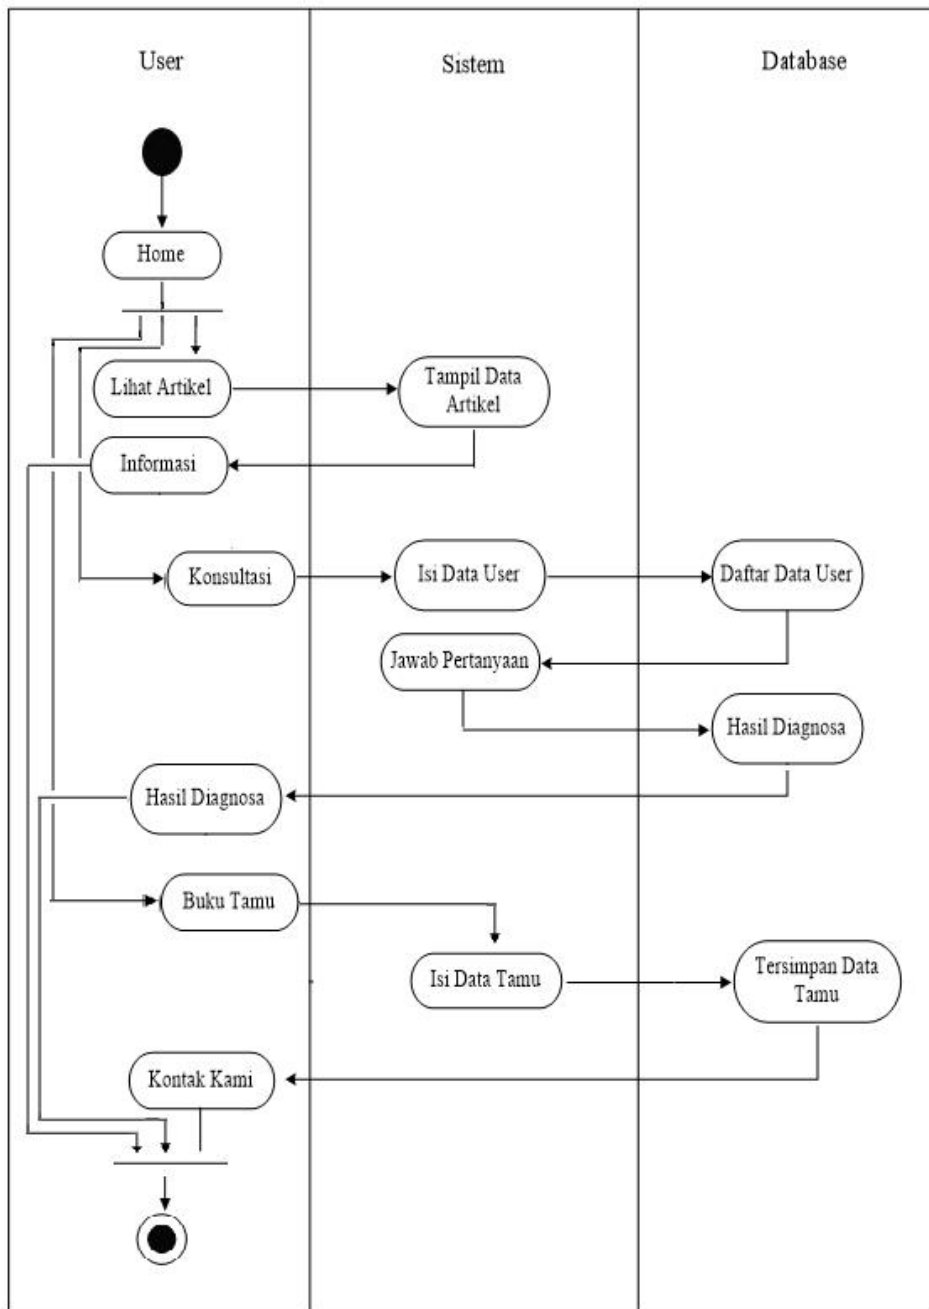 User
Sistem
Database
Home
Lihat Artikel
Tampil Data
Artikel
Informasi
Konsultasi
Isi Data User
Daftar Data User
Jawab Pertanyaan
Hasil Diagnosa
Hasil Diagnosa
Buku Tamu
Isi Data Tamu
Tersimpan Data
Tamu
Kontak Kami